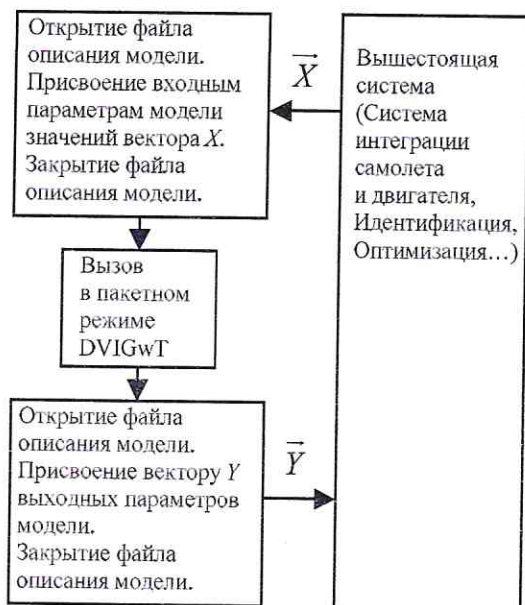 Открытие файла
описания модели.
Присвоение входным
параметрам модели
значений вектора X.
Закрытие файла
описания модели.
X
Вышестоящая
система
(Система
интеграции
самолета
и двигателя,
Идентификация,
Оптимизация...)
Вызов
в пакетном
режиме
DVIGwT
Открытие файла
описания модели.
Присвоение вектору Y
выходных параметров
модели.
Закрытие файла
описания модели.
Y